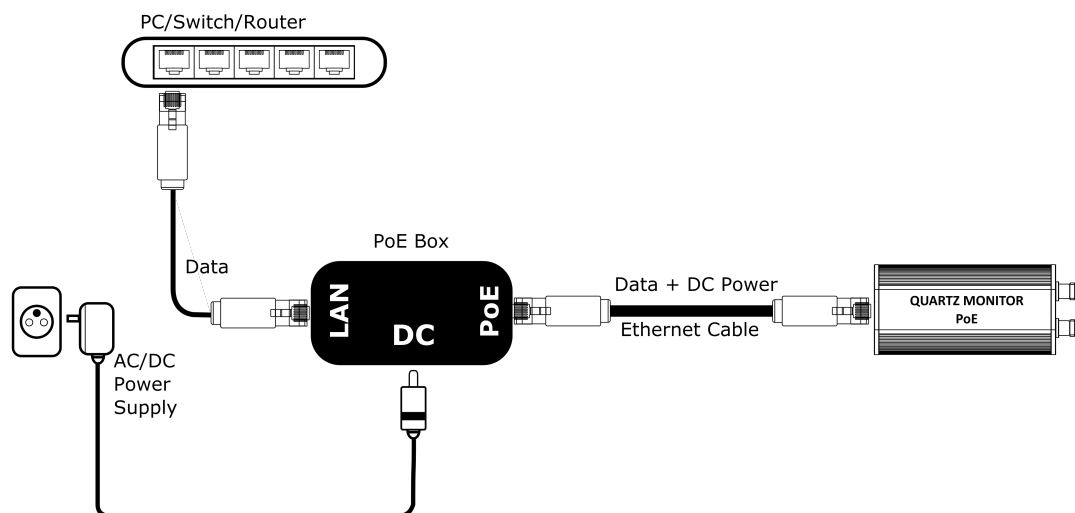 PC/Switch/Router
PoE Box
Data
LAN
DC
PoE
Data + DC Power
Ethernet Cable
QUARTZ MONITOR
PoE
AC/DC
Power
Supply